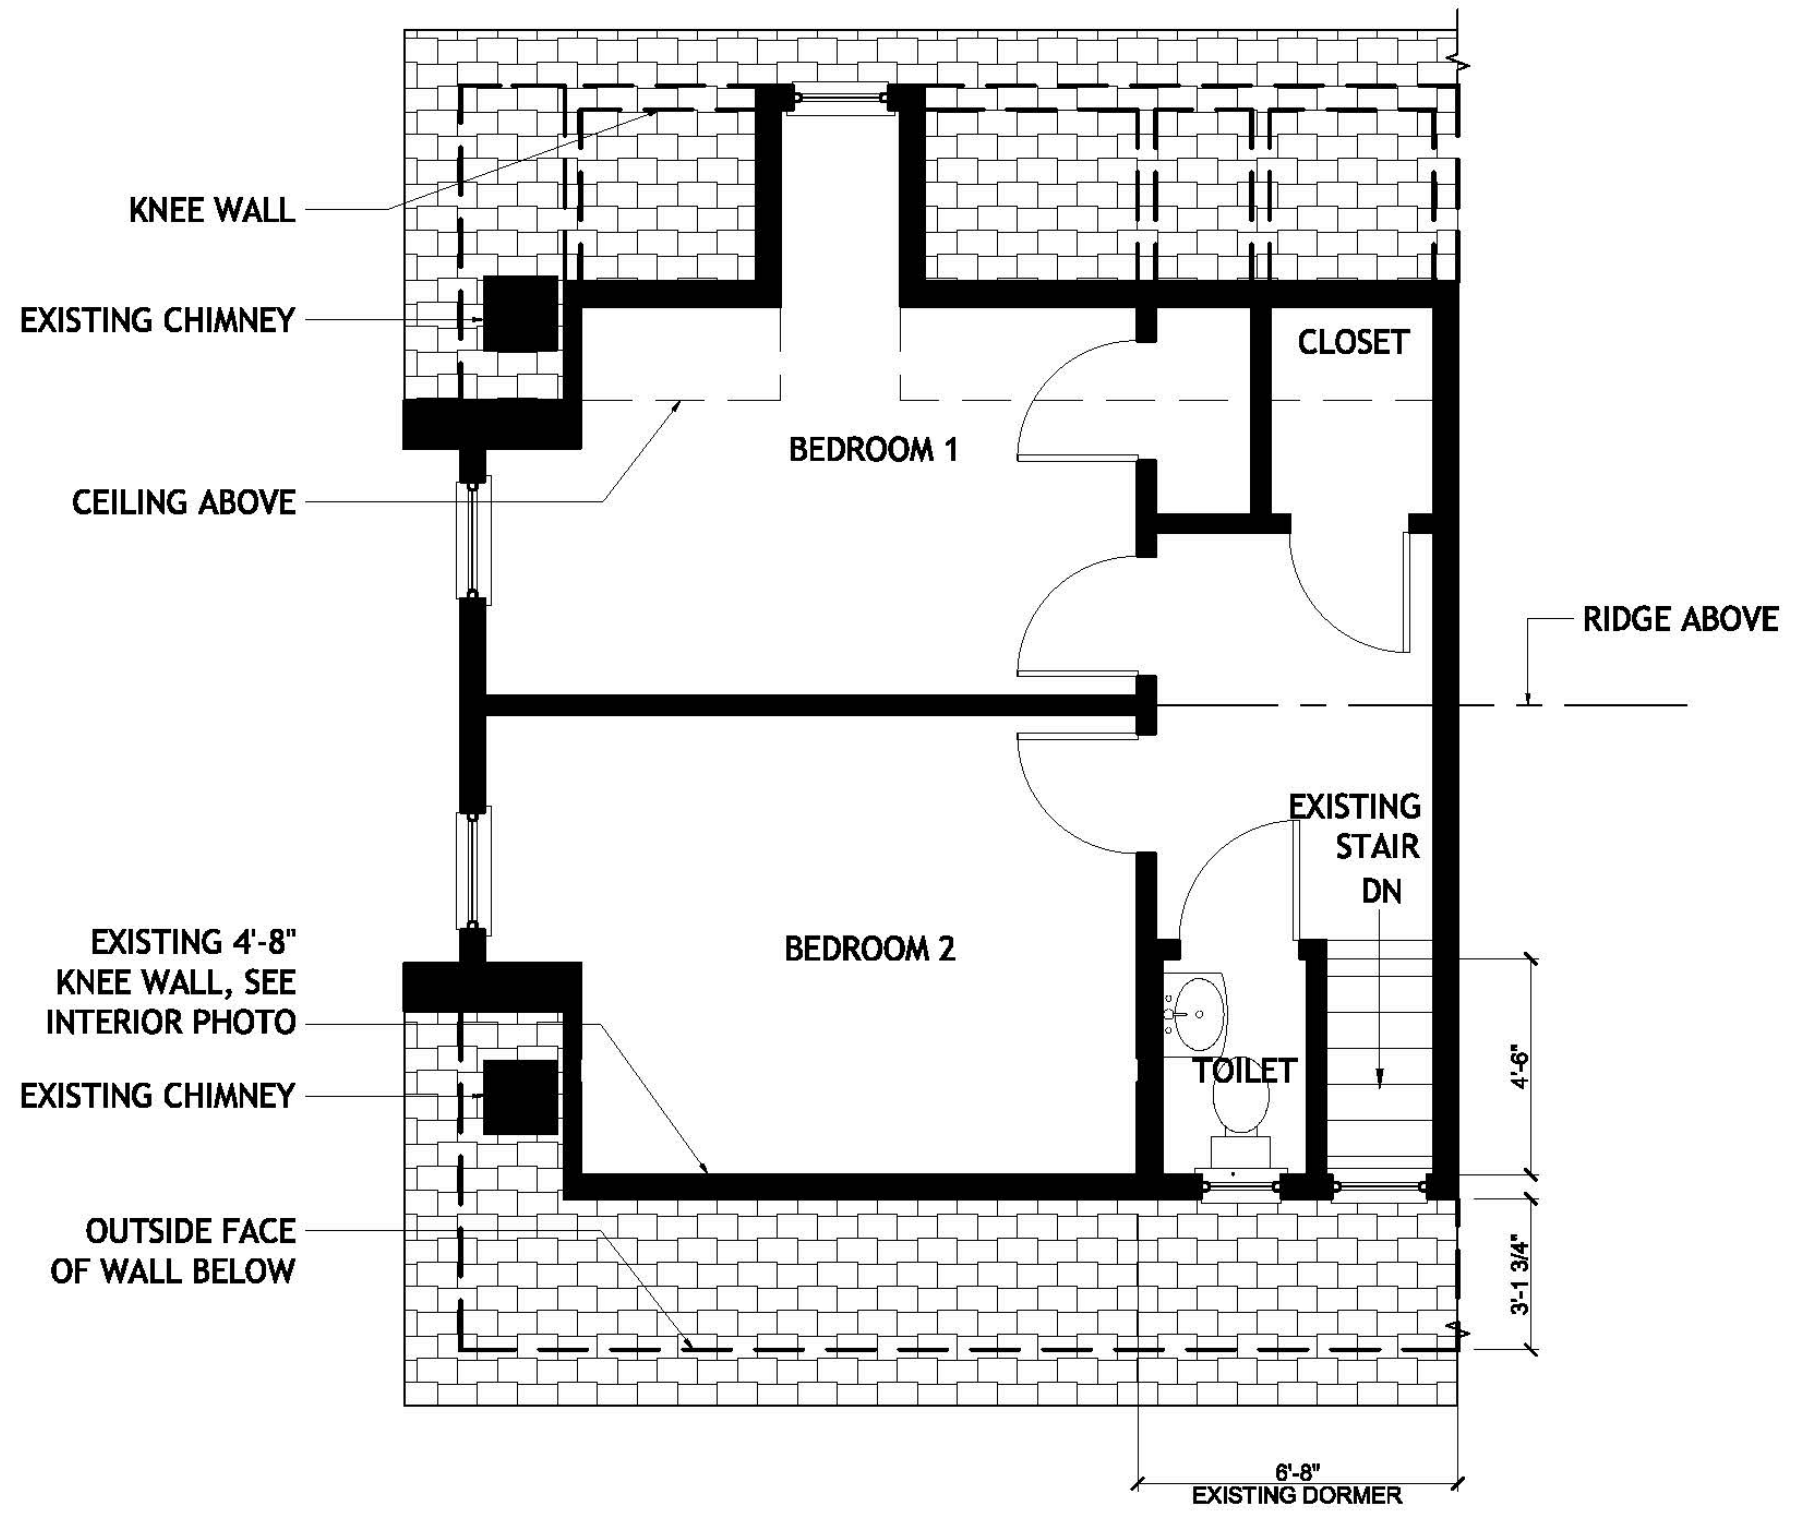 KNEE WALL
EXISTING CHIMNEY
CLOSET
BEDROOM 1
CEILING ABOVE
RIDGE ABOVE
EXISTING
STAIR
DN
EXISTING 4'-8"
KNEE WALL, SEE
INTERIOR PHOTO
BEDROOM 2
TOILET
4'-6"
EXISTING CHIMNEY
OUTSIDE FACE
OF WALL BELOW
3'-1 3/4"
6'-8"
EXISTING DORMER